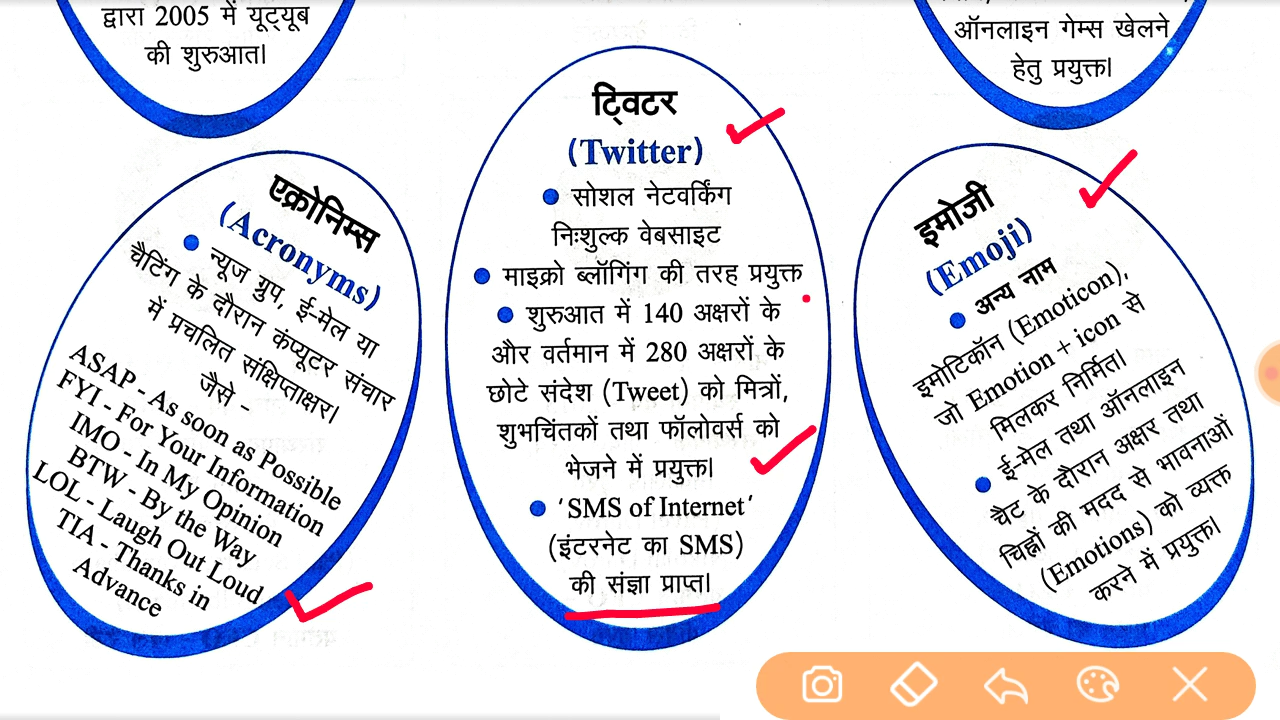 द्वारा 2005 में यूट्यूब
की शुरुआत।
ऑनलाइन गेम्स खेलने
हेतु प्रयुक्त।
एक्रोनिम्स
(Acronyms)
न्यूज ग्रुप, ई-मेल या
चैटिंग के दौरान कंप्यूटर संचार
में प्रचलित संक्षिप्ताक्षर।
जैसे -
ASAP - As soon as Possible
FYI - For Your Information
IMO - In My Opinion
BTW - By the Way
LOL - Laugh Out Loud
TIA - Thanks in
Advance
ट्विटर
(Twitter)
सोशल नेटवर्किंग
निःशुल्क वेबसाइट
माइक्रो ब्लॉगिंग की तरह प्रयुक्त
शुरुआत में 140 अक्षरों के
और वर्तमान में 280 अक्षरों के
छोटे संदेश (Tweet) को मित्रों,
शुभचिंतकों तथा फॉलोवर्स को
भेजने में प्रयुक्त।
'SMS of Internet'
(इंटरनेट का SMS)
की संज्ञा प्राप्त।
इमोजी
(Emoji)
अन्य नाम
इमोटिकॉन (Emoticon),
जो Emotion + icon से
मिलकर निर्मित।
ई-मेल तथा ऑनलाइन
चैट के दौरान अक्षर तथा
चिह्नों की मदद से भावनाओं
(Emotions) को व्यक्त
करने में प्रयुक्त।